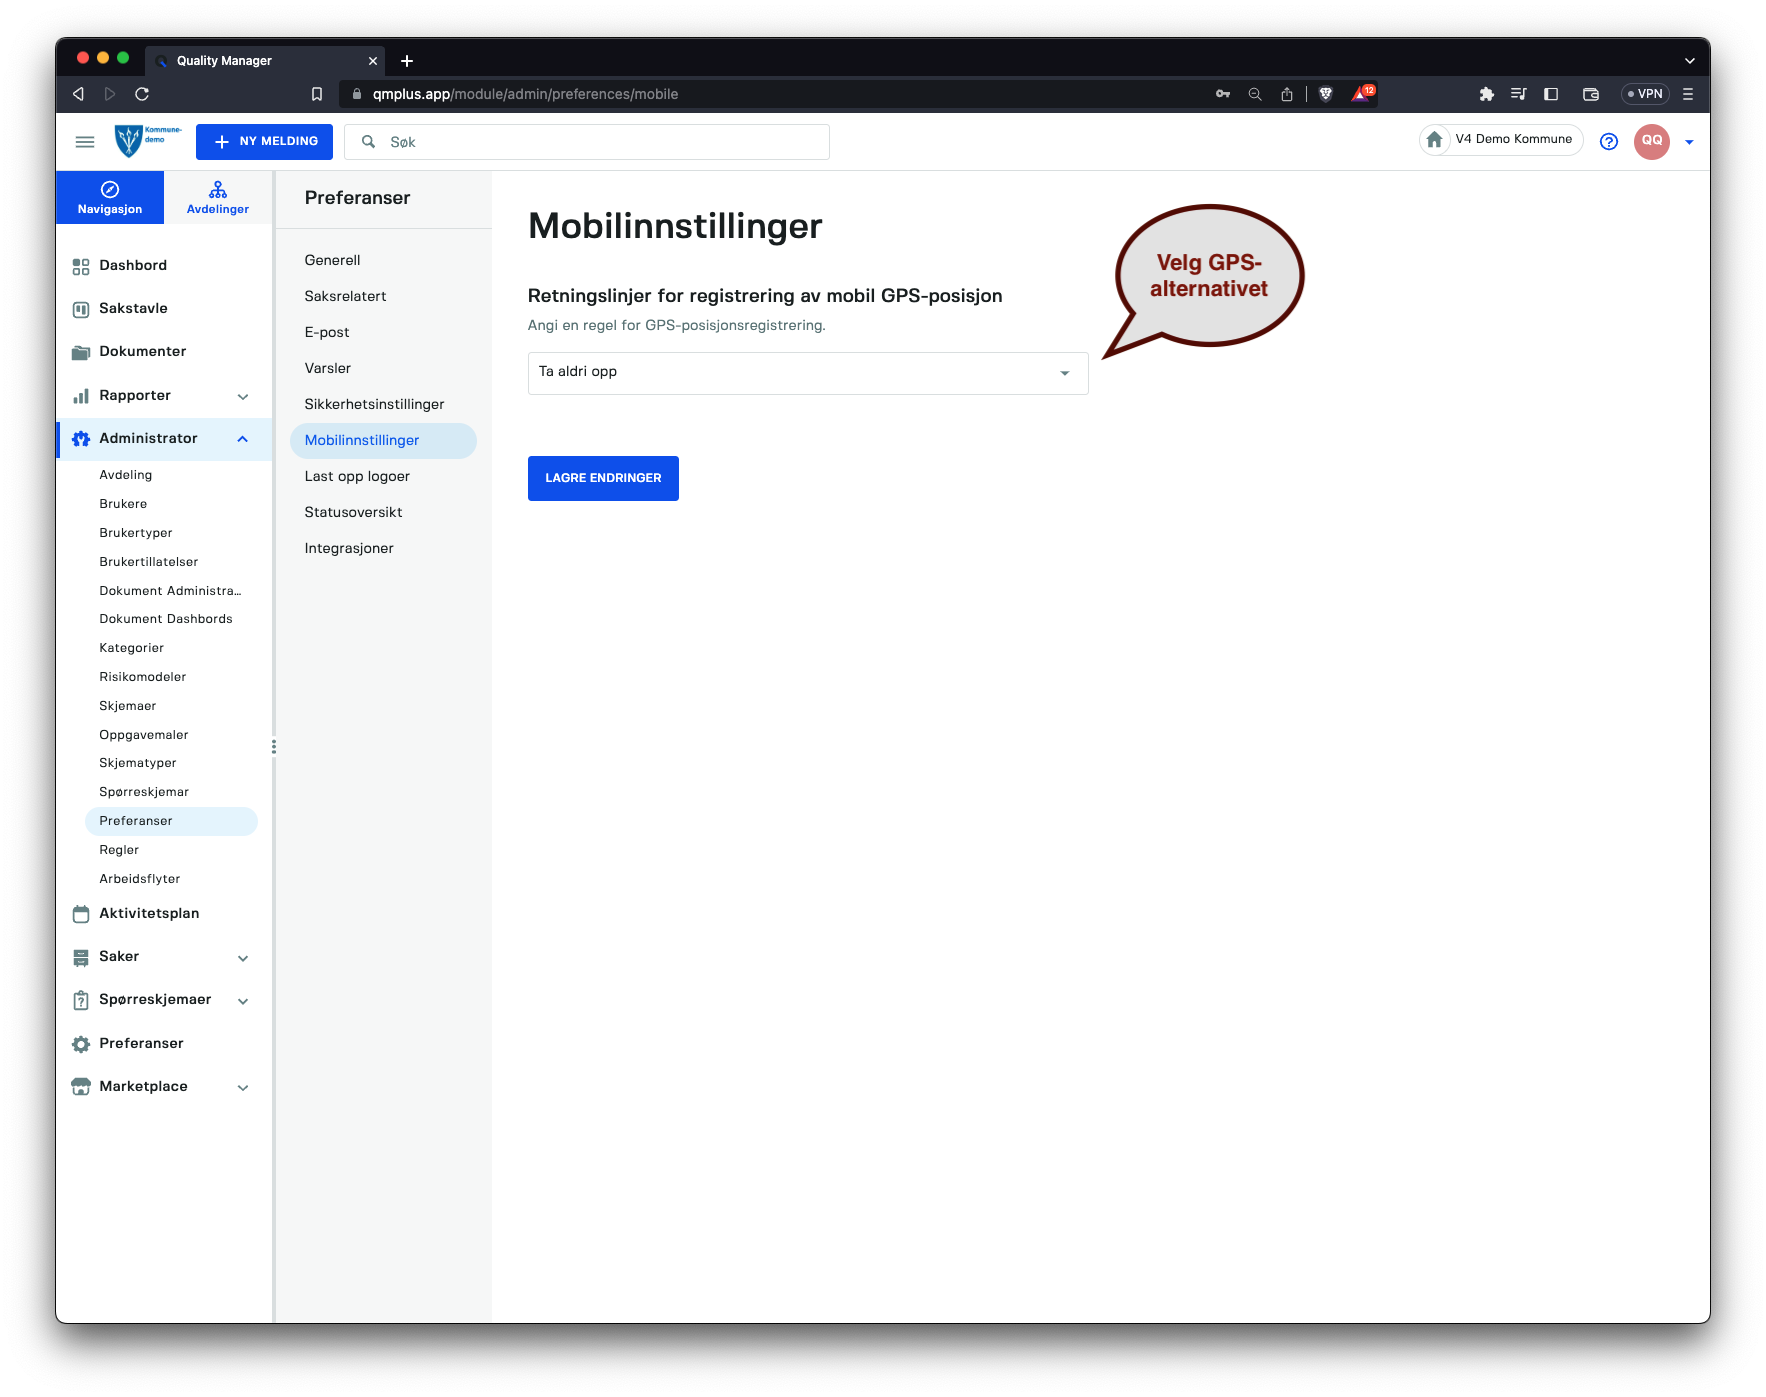 Quality Manager
qmplus.app/module/admin/preferences/mobile
12
VPN
Kommune-
demo
NY MELDING
Søk
V4 Demo Kommune
QQ
Navigasjon
Avdelinger
Dashbord
Sakstavle
Dokumenter
Rapporter
Administrator
Avdeling
Brukere
Brukertyper
Brukertillatelser
Dokument Administra...
Dokument Dashbords
Kategorier
Risikomodeler
Skjemaer
Oppgavemaler
Skjematyper
Spørreskjemar
Preferanser
Regler
Arbeidsflyter
Aktivitetsplan
Saker
Spørreskjemaer
Preferanser
Marketplace
Preferanser
Generell
Saksrelatert
E-post
Varsler
Sikkerhetsinstillinger
Mobilinnstillinger
Last opp logoer
Statusoversikt
Integrasjoner
Mobilinnstillinger
Retningslinjer for registrering av mobil GPS-posisjon
Angi en regel for GPS-posisjonsregistrering.
Ta aldri opp
LAGRE ENDRINGER
Velg GPS-
alternativet